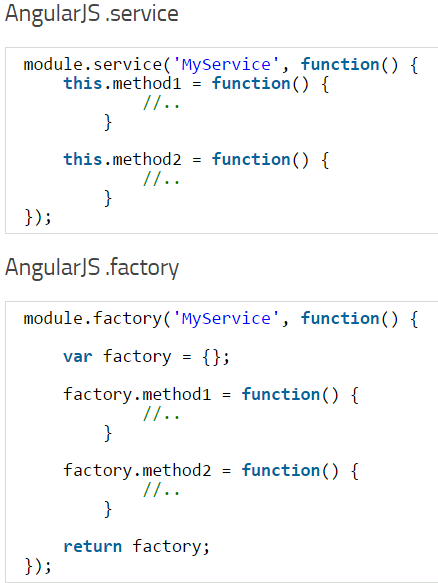 AngularJS .service
module.service('MyService', function() {
    this.method1 = function() {
            //..
        }

    this.method2 = function() {
            //..
        }
});
AngularJS .factory
module.factory('MyService', function() {

    var factory = {};

    factory.method1 = function() {
            //..
        }

    factory.method2 = function() {
            //..
        }

    return factory;
});